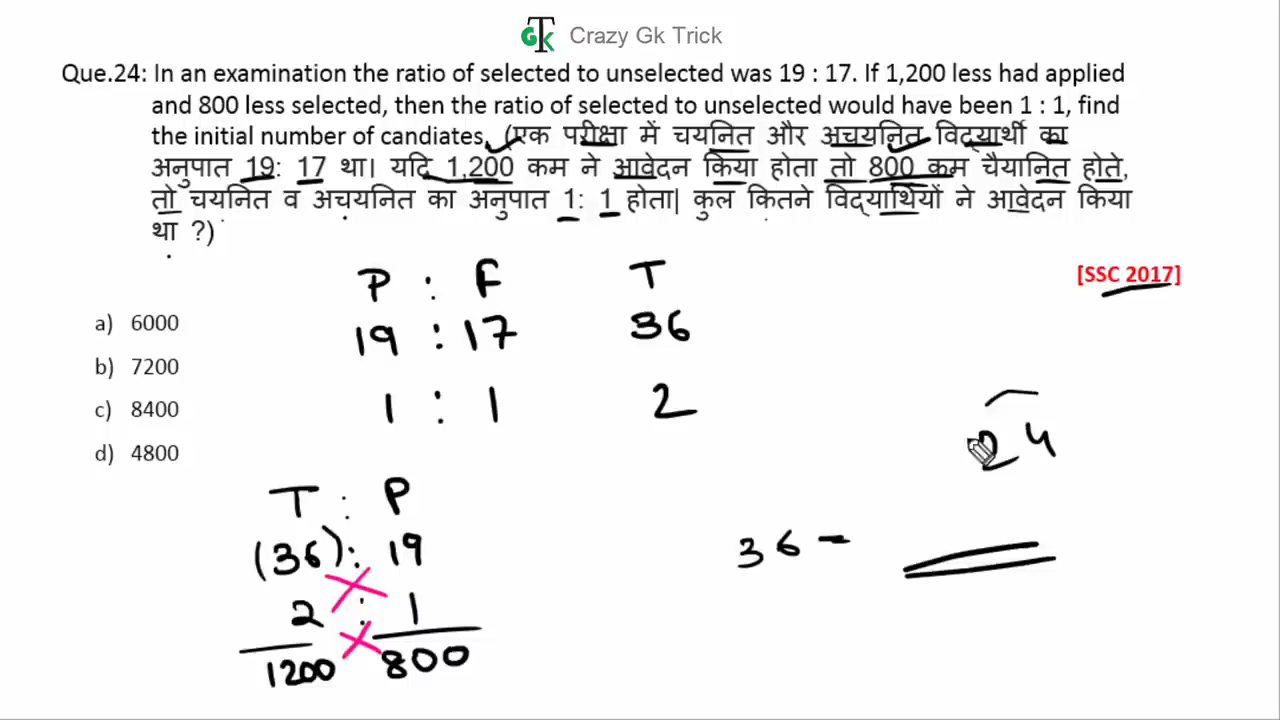 GTK Crazy Gk Trick
Que.24: In an examination the ratio of selected to unselected was 19 : 17. If 1,200 less had applied
and 800 less selected, then the ratio of selected to unselected would have been 1 : 1, find
the initial number of candiates. (एक परीक्षा में चयनित और अचयनित विद्यार्थी का
अनुपात 19: 17 था। यदि 1,200 कम ने आवेदन किया होता तो 800 कम चैयानित होते,
तो चयनित व अचयनित का अनुपात 1: 1 होता| कुल कितने विद्यार्थियों ने आवेदन किया
था ?)
[SSC 2017]
P : F T
19 : 17 36
1 : 1 2
a) 6000
b) 7200
c) 8400
d) 4800
24
T : P
(36) : 19
2 : 1
1200 800
36 =